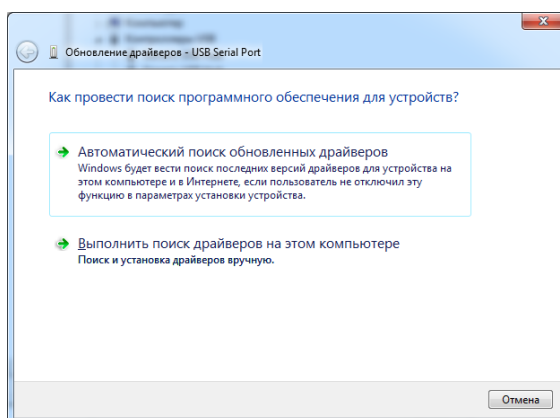 Компьютер
Обновление драйверов - USB Serial Port
Как провести поиск программного обеспечения для устройств?
Автоматический поиск обновленных драйверов
Windows будет вести поиск последних версий драйверов для устройства на
этом компьютере и в Интернете, если пользователь не отключил эту
функцию в параметрах установки устройства.
Выполнить поиск драйверов на этом компьютере
Поиск и установка драйверов вручную.
Отмена